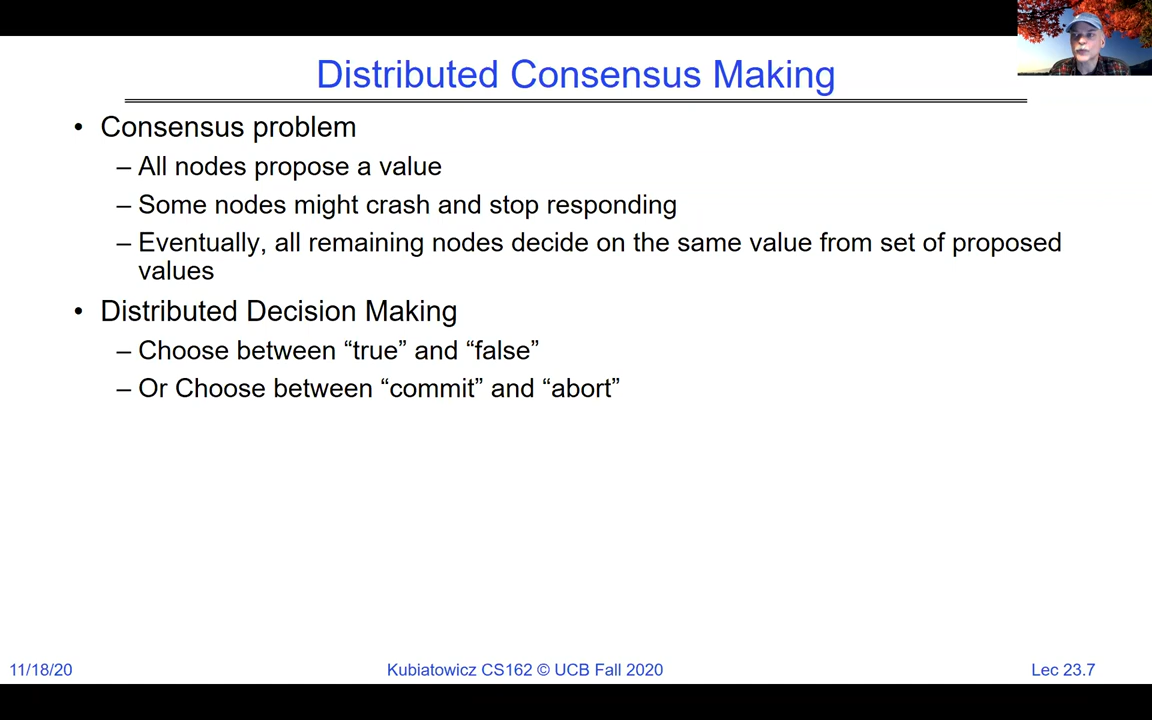 Distributed Consensus Making
• Consensus problem
– All nodes propose a value
– Some nodes might crash and stop responding
– Eventually, all remaining nodes decide on the same value from set of proposed
values
• Distributed Decision Making
– Choose between “true” and “false”
– Or Choose between “commit” and “abort”
11/18/20
Kubiatowicz CS162 © UCB Fall 2020
Lec 23.7